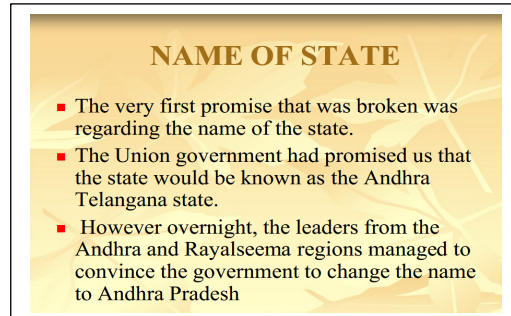 NAME OF STATE
The very first promise that was broken was
regarding the name of the state.
The Union government had promised us that
the state would be known as the Andhra
Telangana state.
However overnight, the leaders from the
Andhra and Rayalseema regions managed to
convince the government to change the name
to Andhra Pradesh